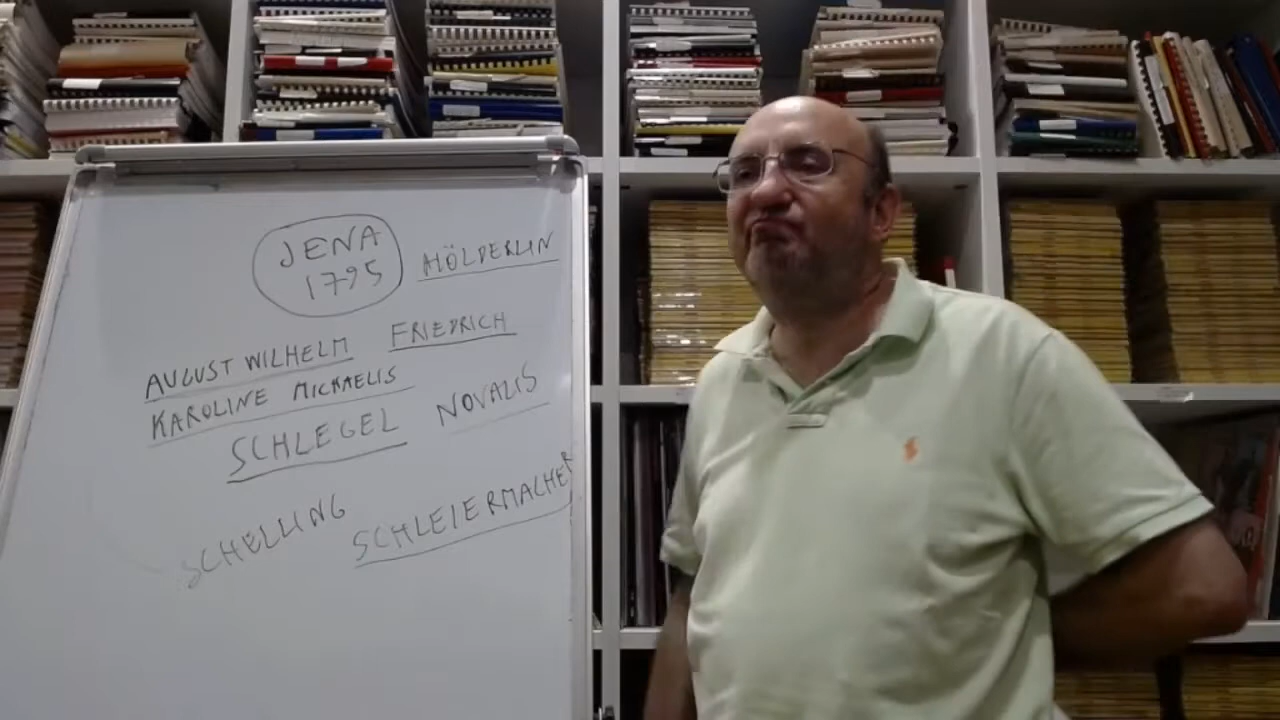 JENA
1795
HÖLDERLIN
AUGUST WILHELM
FRIEDRICH
KAROLINE MICHAELIS
SCHLEGEL
NOVALIS
SCHELLING
SCHLEIERMACHER